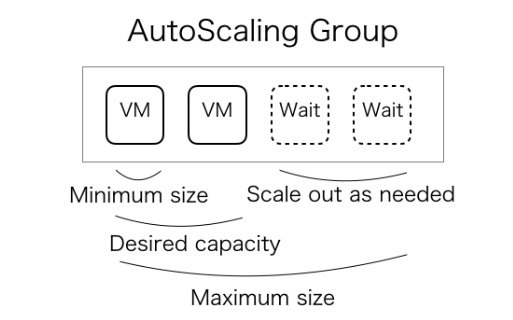 AutoScaling Group
VM VM Wait Wait
Minimum size Scale out as needed
Desired capacity
Maximum size